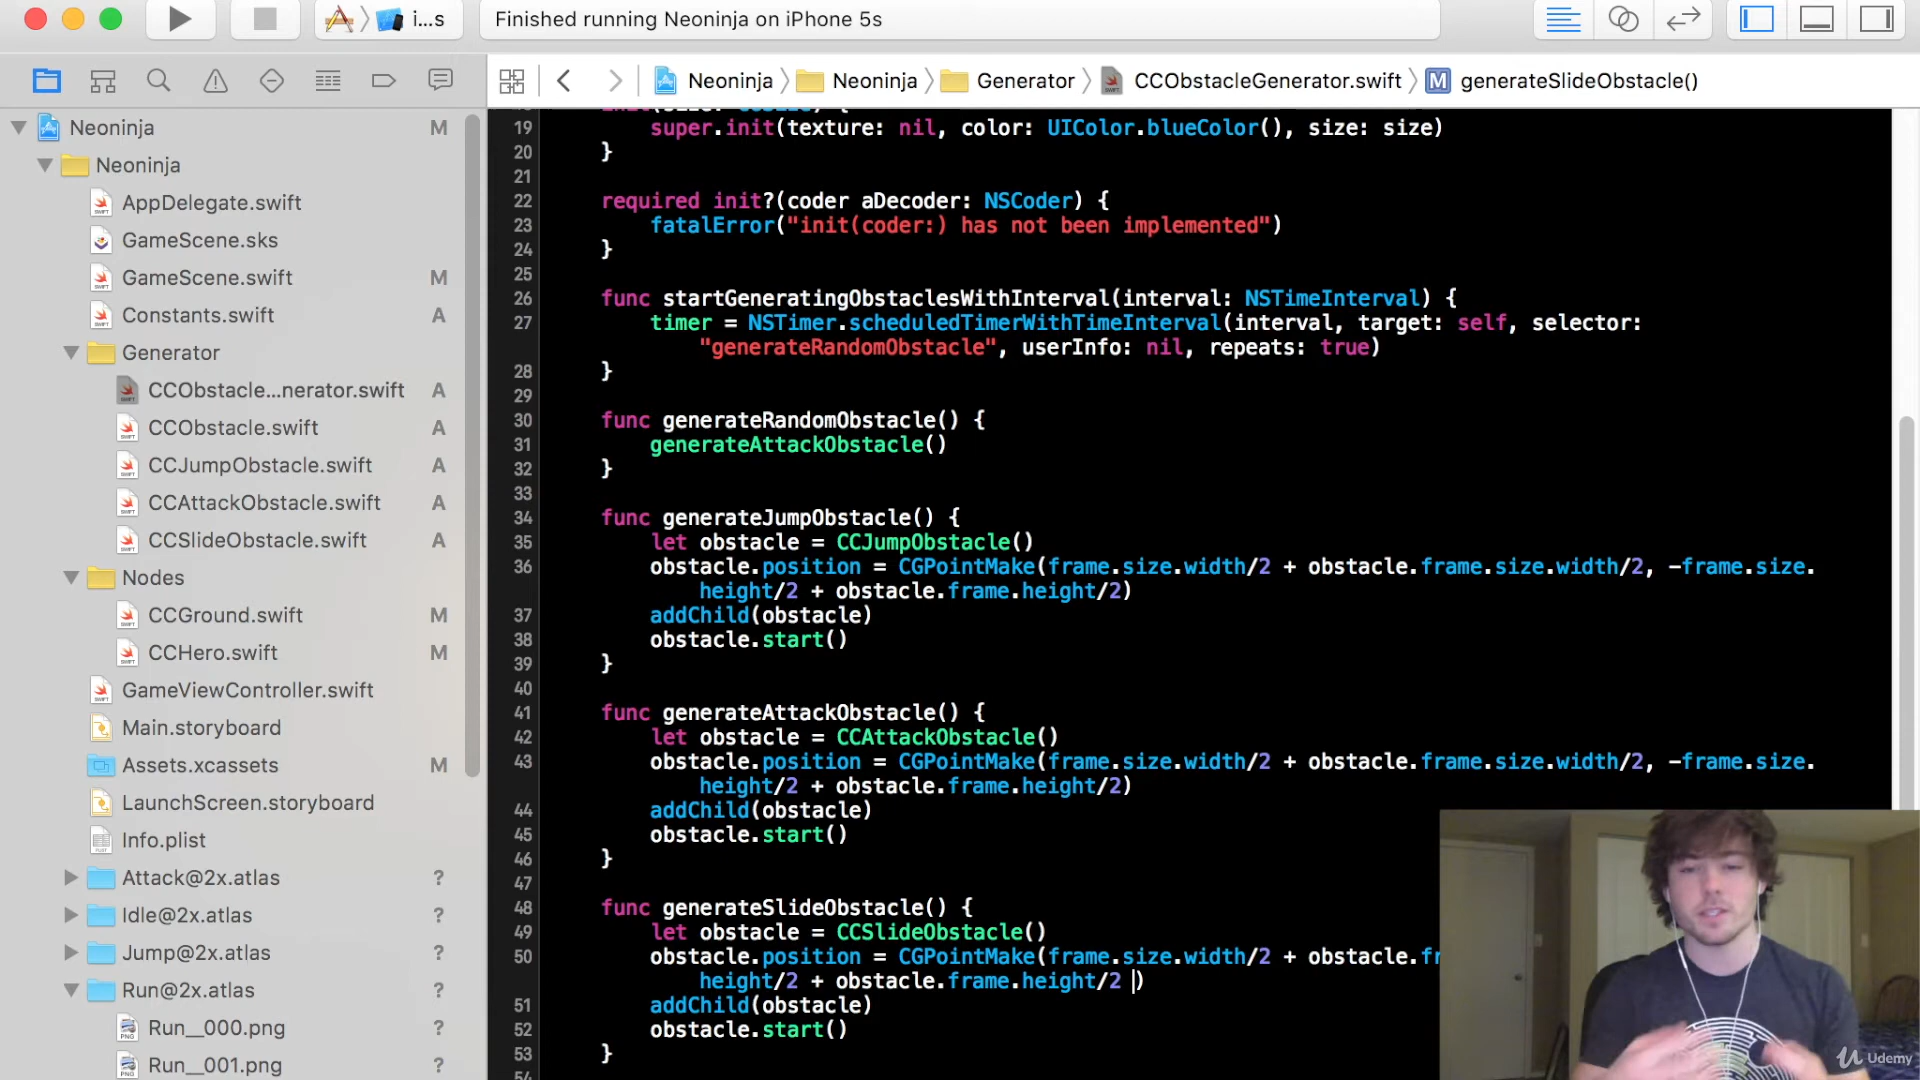 i...s
Finished running Neoninja on iPhone 5s
Neoninja
Neoninja
Generator
CCObstacleGenerator.swift
M
generateSlideObstacle()
Neoninja M
Neoninja
AppDelegate.swift
GameScene.sks
GameScene.swift M
Constants.swift A
Generator
CCObstacle...nerator.swift A
CCObstacle.swift A
CCJumpObstacle.swift A
CCAttackObstacle.swift A
CCSlideObstacle.swift A
Nodes
CCGround.swift M
CCHero.swift M
GameViewController.swift
Main.storyboard
Assets.xcassets M
LaunchScreen.storyboard
Info.plist
Attack@2x.atlas ?
Idle@2x.atlas ?
Jump@2x.atlas ?
Run@2x.atlas ?
Run__000.png ?
Run__001.png ?
19 super.init(texture: nil, color: UIColor.blueColor(), size: size)
20 }
21
22 required init?(coder aDecoder: NSCoder) {
23 fatalError("init(coder:) has not been implemented")
24 }
25
26 func startGeneratingObstaclesWithInterval(interval: NSTimeInterval) {
27 timer = NSTimer.scheduledTimerWithTimeInterval(interval, target: self, selector:
"generateRandomObstacle", userInfo: nil, repeats: true)
28 }
29
30 func generateRandomObstacle() {
31 generateAttackObstacle()
32 }
33
34 func generateJumpObstacle() {
35 let obstacle = CCJumpObstacle()
36 obstacle.position = CGPointMake(frame.size.width/2 + obstacle.frame.size.width/2, -frame.size.
height/2 + obstacle.frame.height/2)
37 addChild(obstacle)
38 obstacle.start()
39 }
40
41 func generateAttackObstacle() {
42 let obstacle = CCAttackObstacle()
43 obstacle.position = CGPointMake(frame.size.width/2 + obstacle.frame.size.width/2, -frame.size.
height/2 + obstacle.frame.height/2)
44 addChild(obstacle)
45 obstacle.start()
46 }
47
48 func generateSlideObstacle() {
49 let obstacle = CCSlideObstacle()
50 obstacle.position = CGPointMake(frame.size.width/2 + obstacle.fr
height/2 + obstacle.frame.height/2 )
51 addChild(obstacle)
52 obstacle.start()
53 }
Udemy